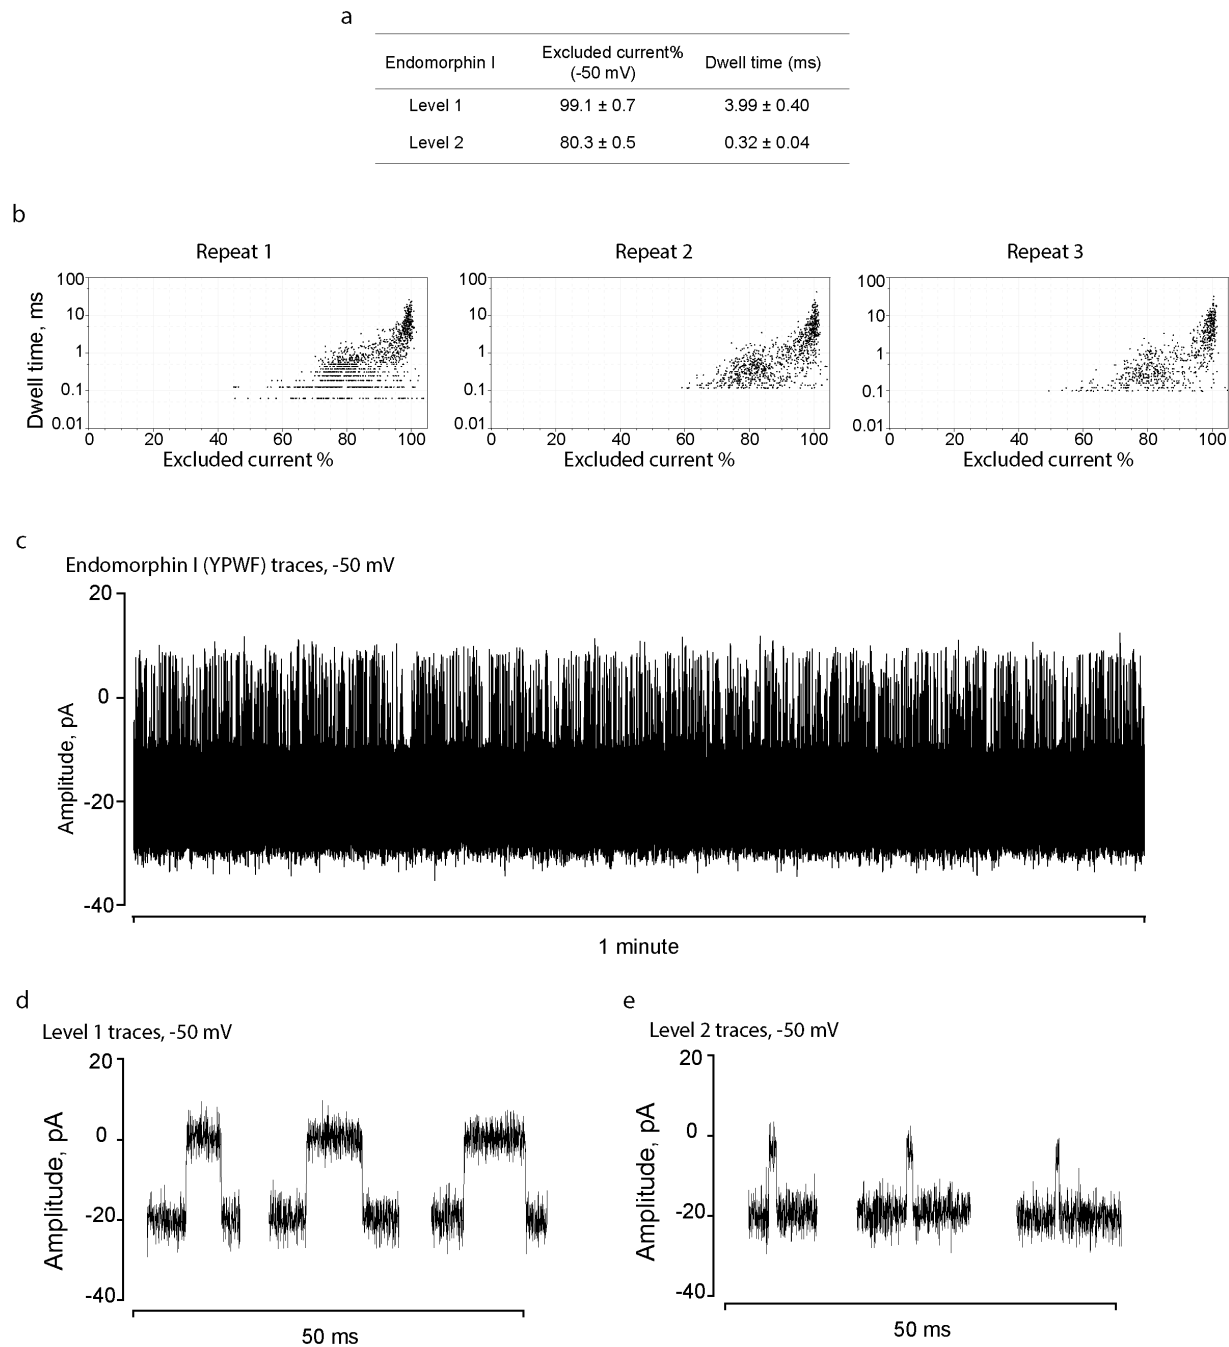 a
Endomorphin I
Excluded current%
(-50 mV)
Dwell time (ms)
Level 1 99.1 ± 0.7 3.99 ± 0.40
Level 2 80.3 ± 0.5 0.32 ± 0.04
b
Repeat 1
Repeat 2
Repeat 3
Dwell time, ms
100
10
1
0.1
0.01
0 20 40 60 80 100
Excluded current %
100
10
1
0.1
0.01
0 20 40 60 80 100
Excluded current %
100
10
1
0.1
0.01
0 20 40 60 80 100
Excluded current %
c
Endomorphin I (YPWF) traces, -50 mV
Amplitude, pA
20
0
-20
-40
1 minute
d
Level 1 traces, -50 mV
Amplitude, pA
20
0
-20
-40
50 ms
e
Level 2 traces, -50 mV
Amplitude, pA
20
0
-20
-40
50 ms